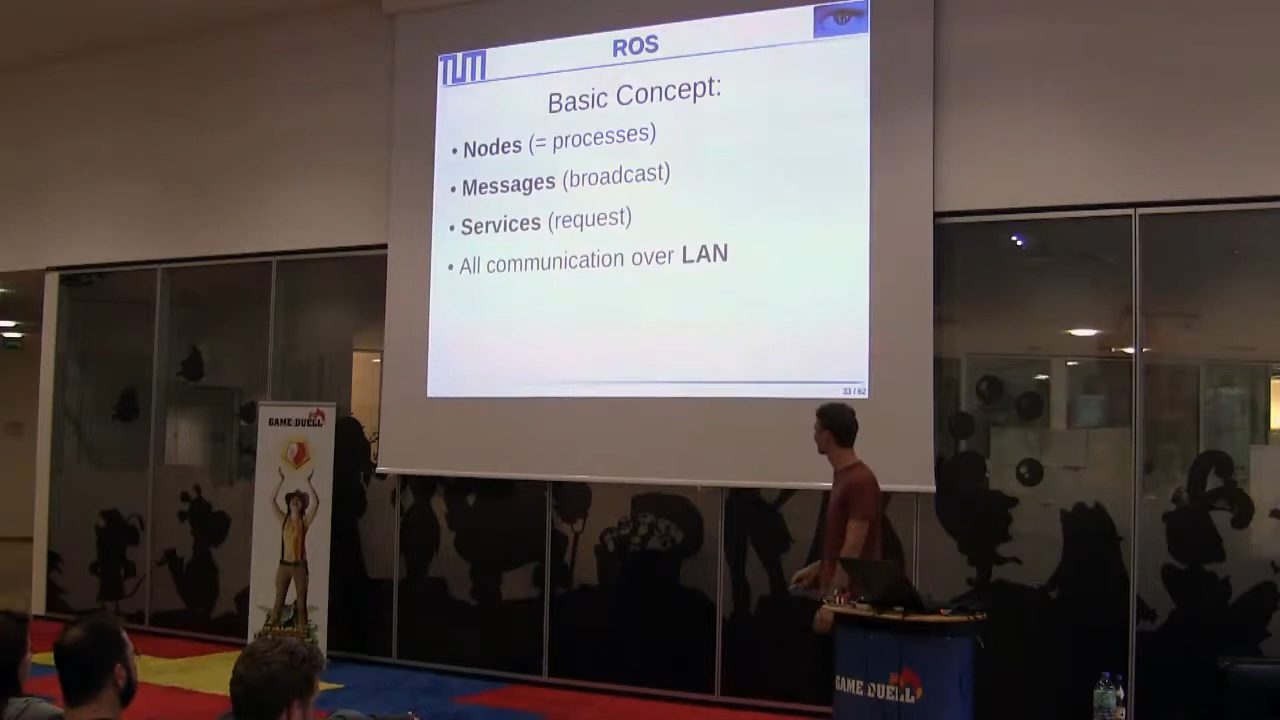 TUM
ROS
Basic Concept:
• Nodes (= processes)
• Messages (broadcast)
• Services (request)
• All communication over LAN
33 / 62
GAME DUELL
GAME DUELL